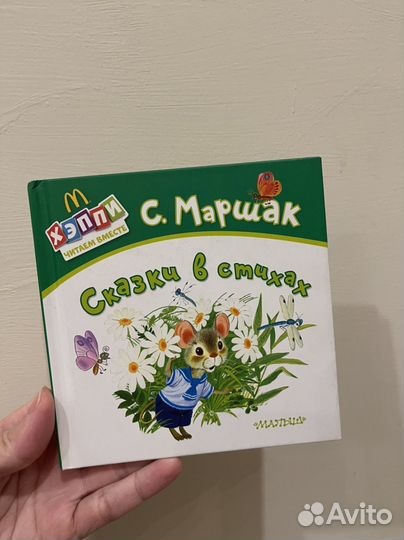 ХЭППИ
ЧИТАЕМ ВМЕСТЕ
С. Маршак
Сказки в стихах
«МАЛЫШ»
Avito